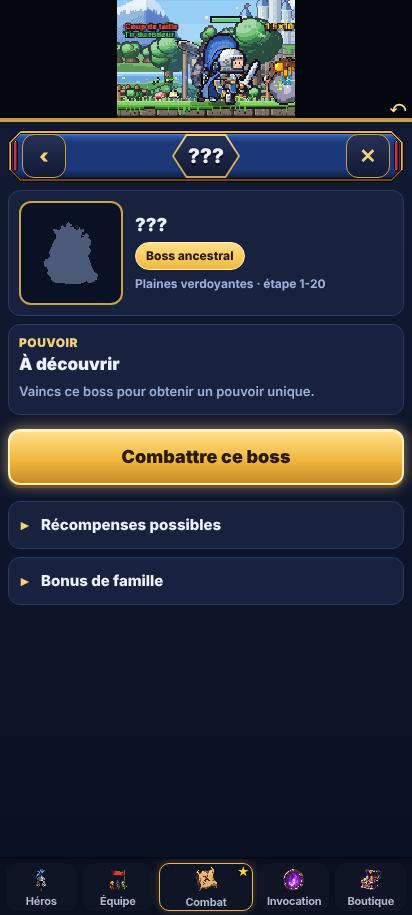 Coup de taille
???
???
Boss ancestral
Plaines verdoyantes · étape 1-20
POUVOIR
À découvrir
Vaincs ce boss pour obtenir un pouvoir unique.
Combattre ce boss
Récompenses possibles
Bonus de famille
Héros
Équipe
Combat
Invocation
Boutique